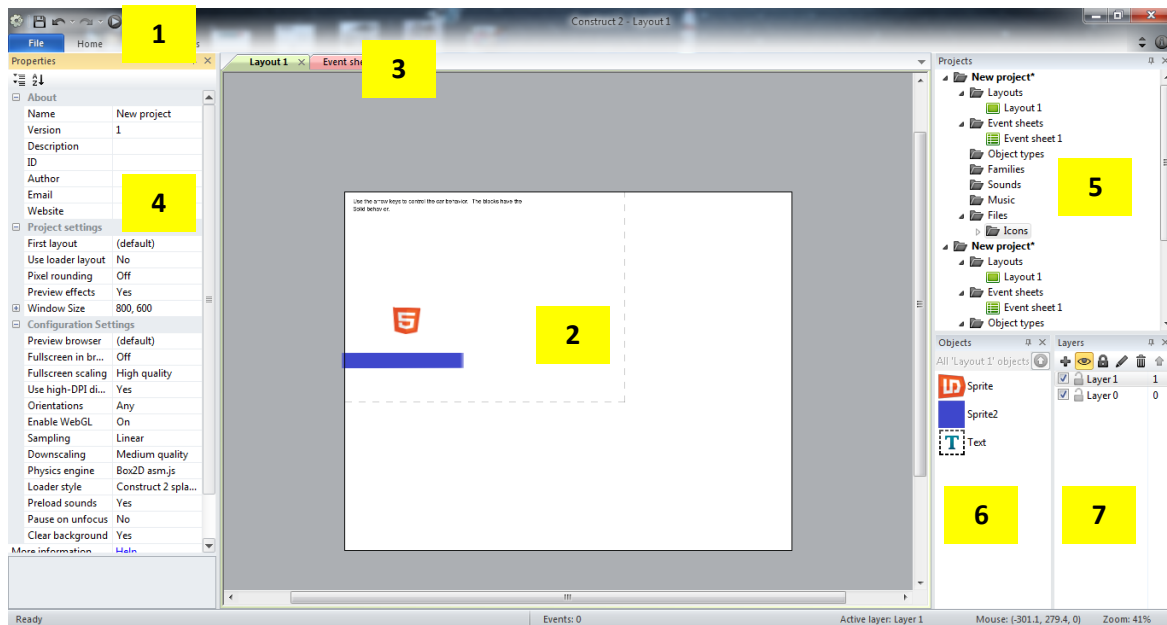 Construct 2 - Layout 1
1
File Home
Properties
Layout 1 Event she
3
Projects
About
Name New project
Version 1
Description
ID
Author
Email
Website
4
Project settings
First layout (default)
Use loader layout No
Pixel rounding Off
Preview effects Yes
Window Size 800, 600
Configuration Settings
Preview browser (default)
Fullscreen in br... Off
Fullscreen scaling High quality
Use high-DPI di... Yes
Orientations Any
Enable WebGL On
Sampling Linear
Downscaling Medium quality
Physics engine Box2D asm.js
Loader style Construct 2 spla...
Preload sounds Yes
Pause on unfocus No
Clear background Yes
More information Help
Use the arrow keys to control the car behavior. The blocks have the
Solid behavior.
5
2
New project*
Layouts
Layout 1
Event sheets
Event sheet 1
Object types
Families
Sounds
Music
Files
Icons
5
New project*
Layouts
Layout 1
Event sheets
Event sheet 1
Object types
Objects
All 'Layout 1' objects
Sprite
Sprite2
T Text
6
Layers
Layer 1 1
Layer 0 0
7
Ready Events: 0 Active layer: Layer 1 Mouse: (-301.1, 279.4, 0) Zoom: 41%